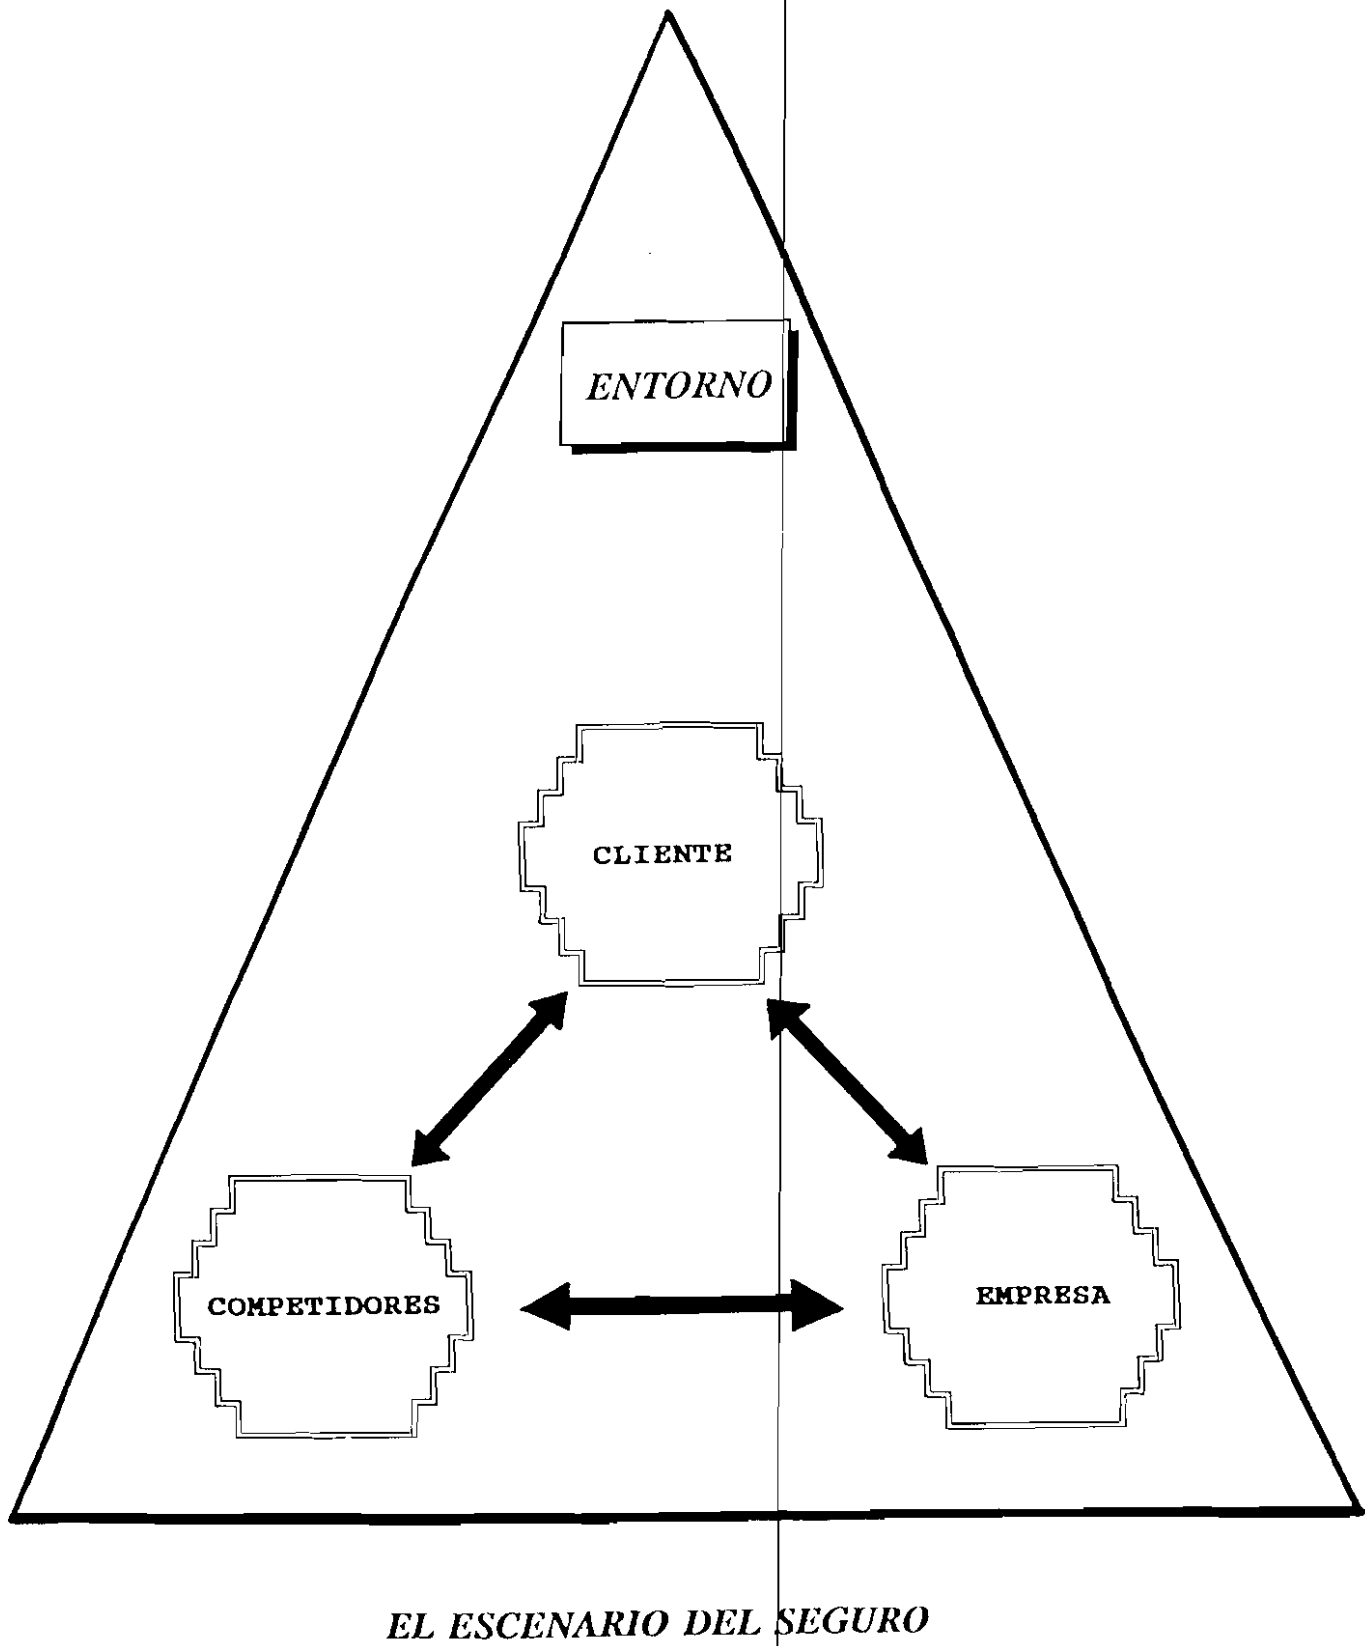 ENTORNO
CLIENTE
COMPETIDORES
EMPRESA
EL ESCENARIO DEL SEGURO